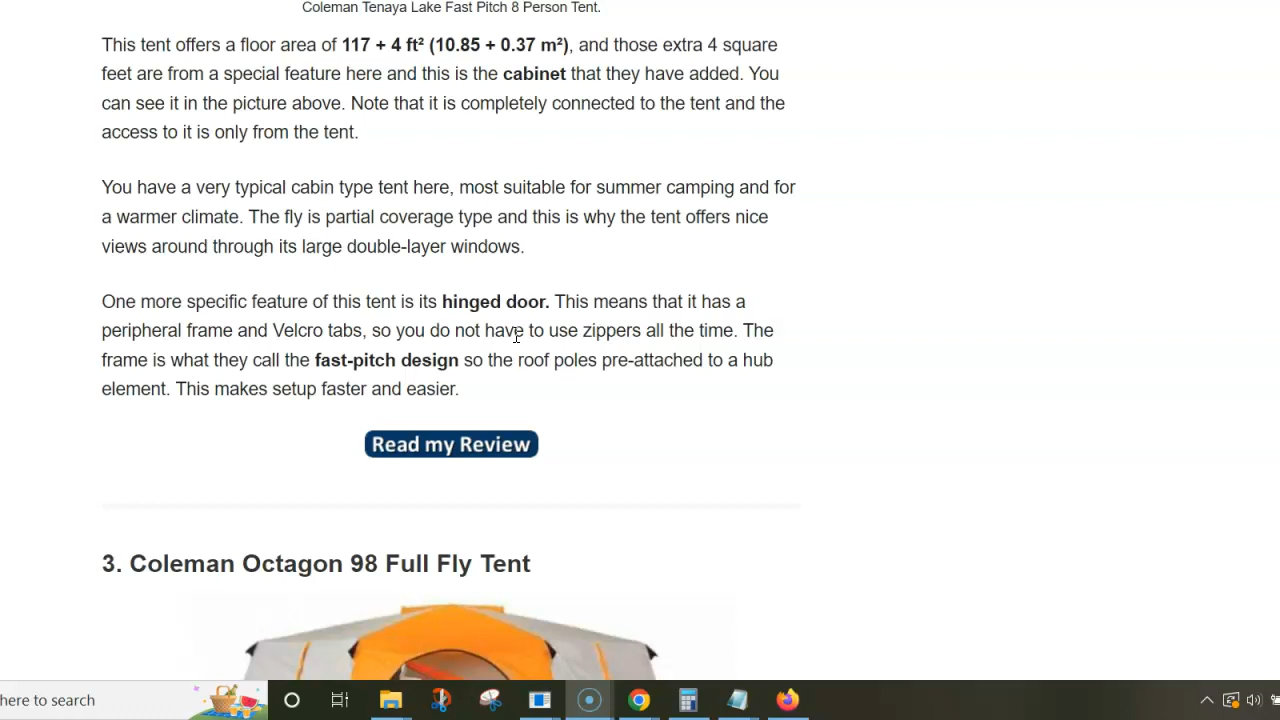 Coleman Tenaya Lake Fast Pitch 8 Person Tent.
This tent offers a floor area of 117 + 4 ft² (10.85 + 0.37 m²), and those extra 4 square
feet are from a special feature here and this is the cabinet that they have added. You
can see it in the picture above. Note that it is completely connected to the tent and the
access to it is only from the tent.
You have a very typical cabin type tent here, most suitable for summer camping and for
a warmer climate. The fly is partial coverage type and this is why the tent offers nice
views around through its large double-layer windows.
One more specific feature of this tent is its hinged door. This means that it has a
peripheral frame and Velcro tabs, so you do not have to use zippers all the time. The
frame is what they call the fast-pitch design so the roof poles pre-attached to a hub
element. This makes setup faster and easier.
Read my Review
3. Coleman Octagon 98 Full Fly Tent
here to search